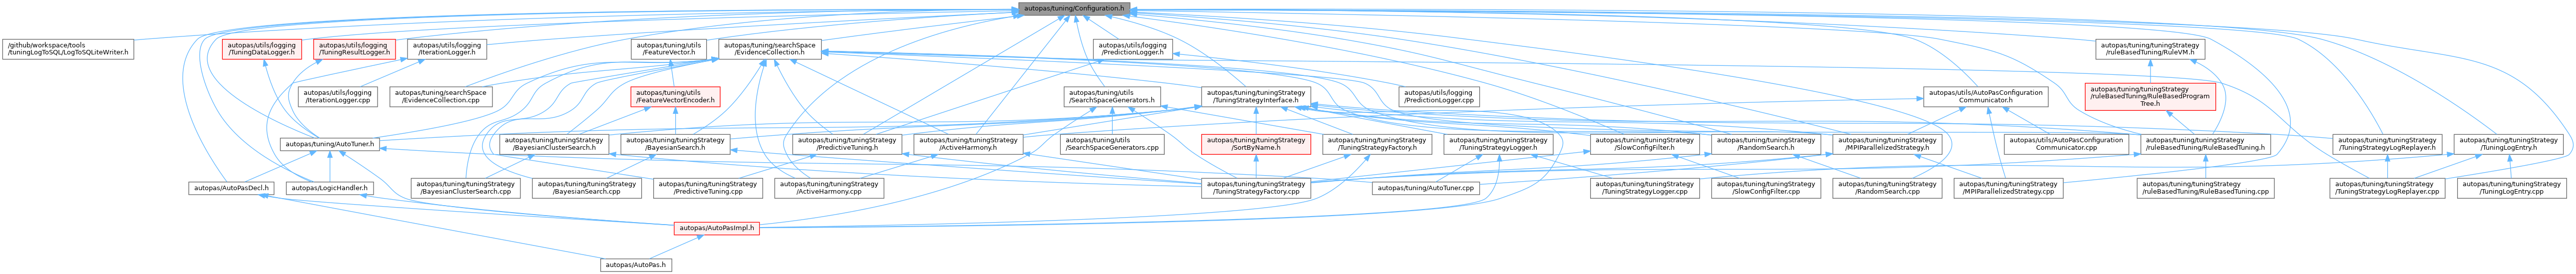 autopas/tuning/Configuration.h
/github/workspace/tools
/tuningLogToSQL/LogToSQLiteWriter.h
autopas/utils/logging
/TuningDataLogger.h
autopas/utils/logging
/TuningResultLogger.h
autopas/utils/logging
/IterationLogger.h
autopas/tuning/utils
/FeatureVector.h
autopas/tuning/searchSpace
/EvidenceCollection.h
autopas/utils/logging
/PredictionLogger.h
autopas/tuning/tuningStrategy
/ruleBasedTuning/RuleVM.h
autopas/utils/logging
/IterationLogger.cpp
autopas/tuning/searchSpace
/EvidenceCollection.cpp
autopas/tuning/utils
/FeatureVectorEncoder.h
autopas/tuning/utils
/SearchSpaceGenerators.h
autopas/tuning/tuningStrategy
/TuningStrategyInterface.h
autopas/utils/logging
/PredictionLogger.cpp
autopas/utils/AutoPasConfiguration
Communicator.h
autopas/tuning/tuningStrategy
/ruleBasedTuning/RuleBasedProgram
Tree.h
autopas/tuning/AutoTuner.h
autopas/tuning/tuningStrategy
/BayesianClusterSearch.h
autopas/tuning/tuningStrategy
/BayesianSearch.h
autopas/tuning/tuningStrategy
/PredictiveTuning.h
autopas/tuning/tuningStrategy
/ActiveHarmony.h
autopas/tuning/utils
/SearchSpaceGenerators.cpp
autopas/tuning/tuningStrategy
/SortByName.h
autopas/tuning/tuningStrategy
/TuningStrategyFactory.h
autopas/tuning/tuningStrategy
/TuningStrategyLogger.h
autopas/tuning/tuningStrategy
/SlowConfigFilter.h
autopas/tuning/tuningStrategy
/RandomSearch.h
autopas/tuning/tuningStrategy
/MPIParallelizedStrategy.h
autopas/utils/AutoPasConfiguration
Communicator.cpp
autopas/tuning/tuningStrategy
/ruleBasedTuning/RuleBasedTuning.h
autopas/tuning/tuningStrategy
/TuningStrategyLogReplayer.h
autopas/tuning/tuningStrategy
/TuningLogEntry.h
autopas/AutoPasDecl.h
autopas/LogicHandler.h
autopas/tuning/tuningStrategy
/BayesianClusterSearch.cpp
autopas/tuning/tuningStrategy
/BayesianSearch.cpp
autopas/tuning/tuningStrategy
/PredictiveTuning.cpp
autopas/tuning/tuningStrategy
/ActiveHarmony.cpp
autopas/tuning/tuningStrategy
/TuningStrategyFactory.cpp
autopas/tuning/AutoTuner.cpp
autopas/tuning/tuningStrategy
/TuningStrategyLogger.cpp
autopas/tuning/tuningStrategy
/SlowConfigFilter.cpp
autopas/tuning/tuningStrategy
/RandomSearch.cpp
autopas/tuning/tuningStrategy
/MPIParallelizedStrategy.cpp
autopas/tuning/tuningStrategy
/ruleBasedTuning/RuleBasedTuning.cpp
autopas/tuning/tuningStrategy
/TuningStrategyLogReplayer.cpp
autopas/tuning/tuningStrategy
/TuningLogEntry.cpp
autopas/AutoPasImpl.h
autopas/AutoPas.h